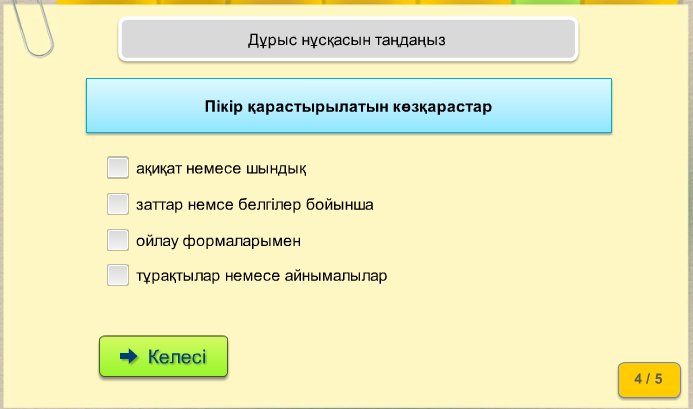 Дұрыс нұсқасын таңдаңыз
Пікір қарастырылатын көзқарастар
ақиқат немесе шындық
заттар немсе белгілер бойынша
ойлау формаларымен
тұрақтылар немесе айнымалылар
Келесі
4 / 5